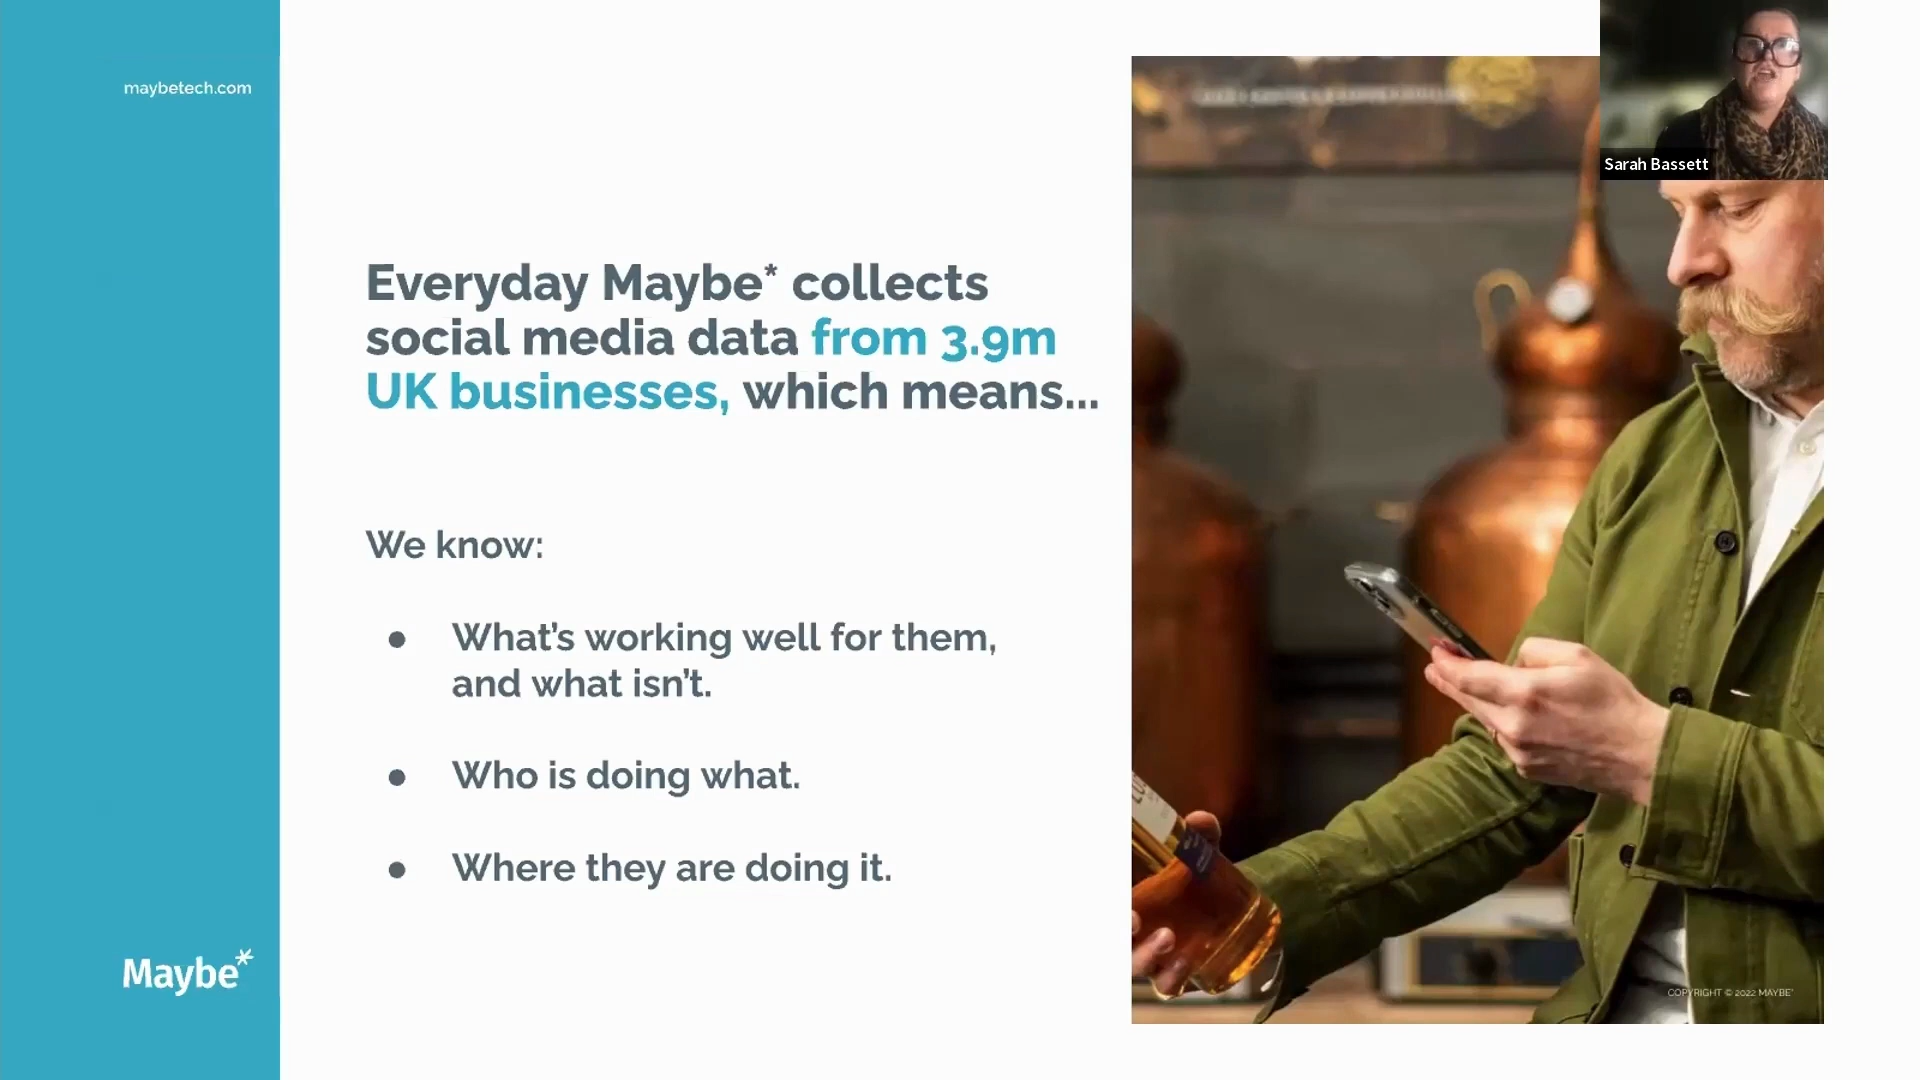 maybetech.com
Sarah Bassett
Everyday Maybe* collects
social media data from 3.9m
UK businesses, which means...
We know:
● What's working well for them,
and what isn't.
● Who is doing what.
● Where they are doing it.
Maybe*
COPYRIGHT © 2022 MAYBE*